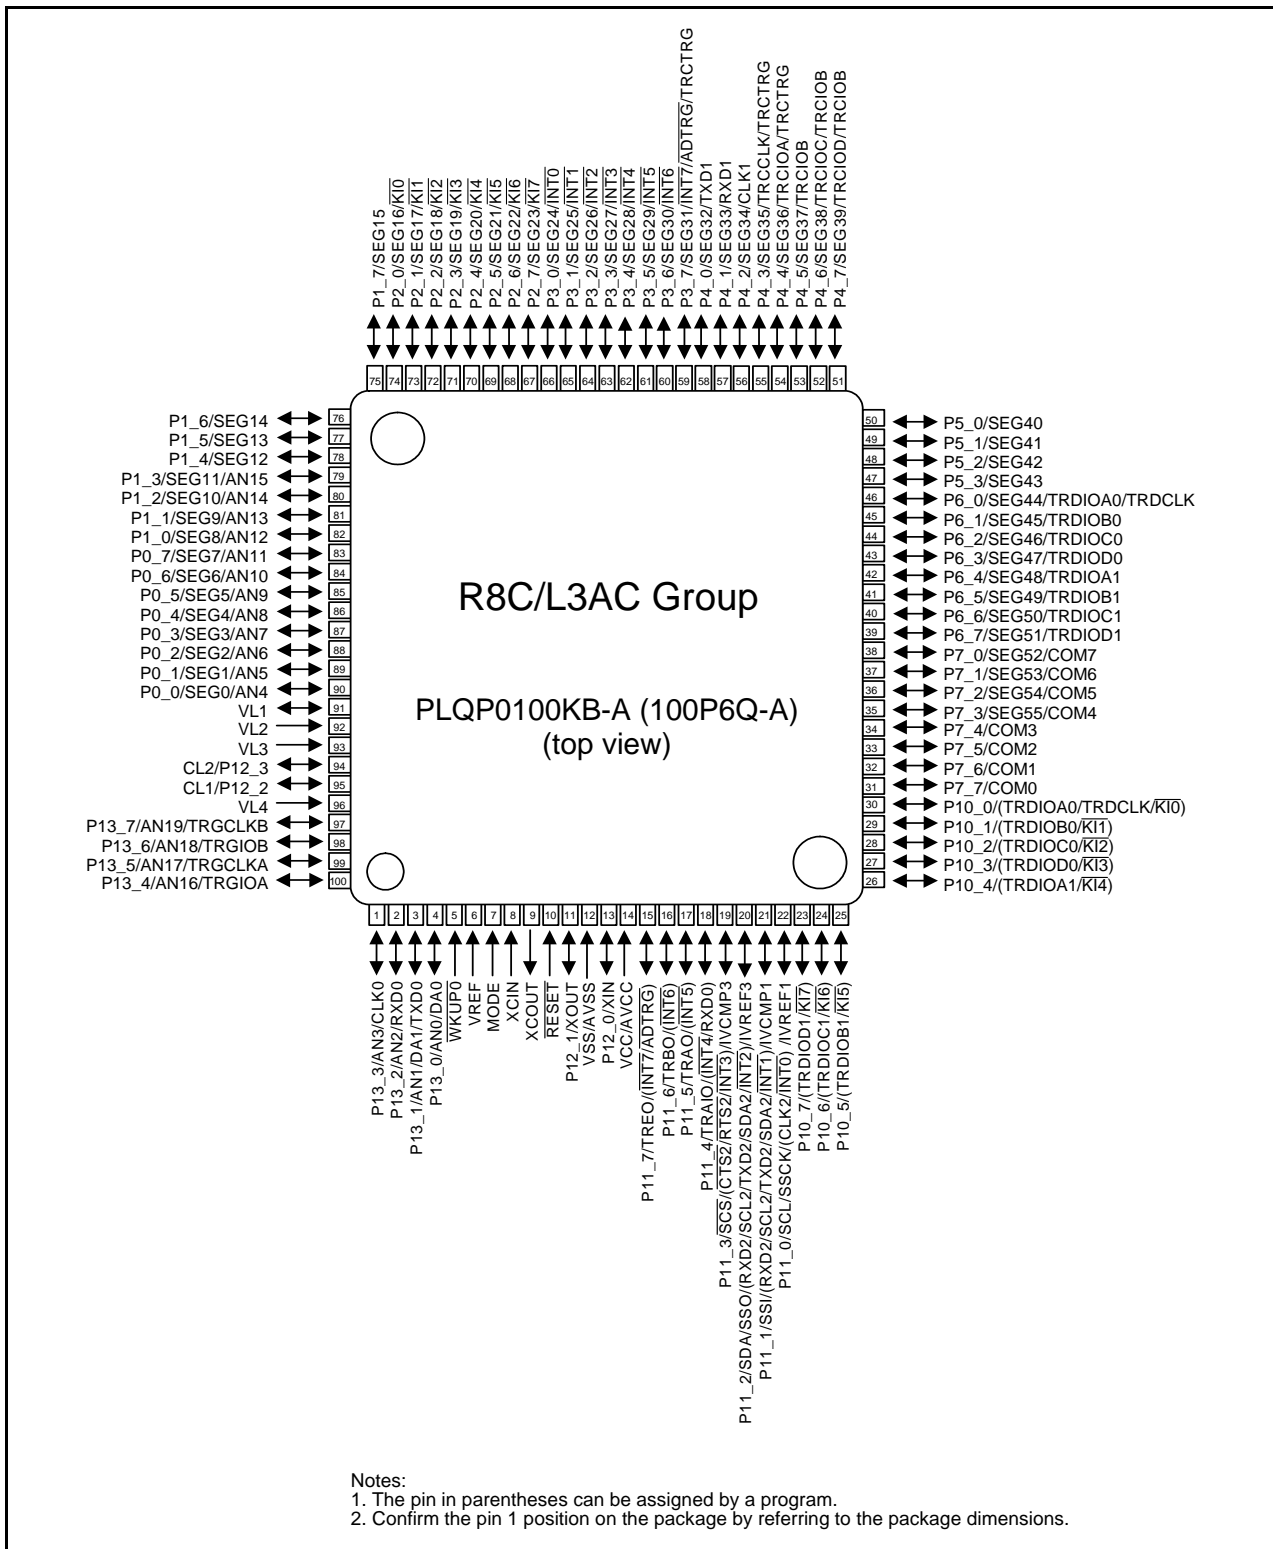 P1_7/SEG15
P2_0/SEG16/KI0
P2_1/SEG17/KI1
P2_2/SEG18/KI2
P2_3/SEG19/KI3
P2_4/SEG20/KI4
P2_5/SEG21/KI5
P2_6/SEG22/KI6
P2_7/SEG23/KI7
P3_0/SEG24/INT0
P3_1/SEG25/INT1
P3_2/SEG26/INT2
P3_3/SEG27/INT3
P3_4/SEG28/INT4
P3_5/SEG29/INT5
P3_6/SEG30/INT6
P3_7/SEG31/INT7/ADTRG/TRCTRG
P4_0/SEG32/TXD1
P4_1/SEG33/RXD1
P4_2/SEG34/CLK1
P4_3/SEG35/TRCCLK/TRCTRG
P4_4/SEG36/TRCIOA/TRCTRG
P4_5/SEG37/TRCIOB
P4_6/SEG38/TRCIOC/TRCIOB
P4_7/SEG39/TRCIOD/TRCIOB
75 74 73 72 71 70 69 68 67 66 65 64 63 62 61 60 59 58 57 56 55 54 53 52 51
P1_6/SEG14 76
P1_5/SEG13 77
P1_4/SEG12 78
P1_3/SEG11/AN15 79
P1_2/SEG10/AN14 80
P1_1/SEG9/AN13 81
P1_0/SEG8/AN12 82
P0_7/SEG7/AN11 83
P0_6/SEG6/AN10 84
P0_5/SEG5/AN9 85
P0_4/SEG4/AN8 86
P0_3/SEG3/AN7 87
P0_2/SEG2/AN6 88
P0_1/SEG1/AN5 89
P0_0/SEG0/AN4 90
VL1 91
VL2 92
VL3 93
CL2/P12_3 94
CL1/P12_2 95
VL4 96
P13_7/AN19/TRGCLKB 97
P13_6/AN18/TRGIOB 98
P13_5/AN17/TRGCLKA 99
P13_4/AN16/TRGIOA 100
R8C/L3AC Group
PLQP0100KB-A (100P6Q-A)
(top view)
50 P5_0/SEG40
49 P5_1/SEG41
48 P5_2/SEG42
47 P5_3/SEG43
46 P6_0/SEG44/TRDIOA0/TRDCLK
45 P6_1/SEG45/TRDIOB0
44 P6_2/SEG46/TRDIOC0
43 P6_3/SEG47/TRDIOD0
42 P6_4/SEG48/TRDIOA1
41 P6_5/SEG49/TRDIOB1
40 P6_6/SEG50/TRDIOC1
39 P6_7/SEG51/TRDIOD1
38 P7_0/SEG52/COM7
37 P7_1/SEG53/COM6
36 P7_2/SEG54/COM5
35 P7_3/SEG55/COM4
34 P7_4/COM3
33 P7_5/COM2
32 P7_6/COM1
31 P7_7/COM0
30 P10_0/(TRDIOA0/TRDCLK/KI0)
29 P10_1/(TRDIOB0/KI1)
28 P10_2/(TRDIOC0/KI2)
27 P10_3/(TRDIOD0/KI3)
26 P10_4/(TRDIOA1/KI4)
1 2 3 4 5 6 7 8 9 10 11 12 13 14 15 16 17 18 19 20 21 22 23 24 25
P13_3/AN3/CLK0
P13_2/AN2/RXD0
P13_1/AN1/DA1/TXD0
P13_0/AN0/DA0
WKUP0
VREF
MODE
XCIN
XCOUT
RESET
P12_1/XOUT
VSS/AVSS
P12_0/XIN
VCC/AVCC
P11_7/TREO/(INT7/ADTRG)
P11_6/TRBO/(INT6)
P11_5/TRAO/(INT5)
P11_4/TRAIO/(INT4/RXD0)
P11_3/SCS/(CTS2/RTS2/INT3)/IVCMP3
P11_2/SDA/SSO/(RXD2/SCL2/TXD2/SDA2/INT2)/IVREF3
P11_1/SSI/(RXD2/SCL2/TXD2/SDA2/INT1)/IVCMP1
P11_0/SCL/SSCK/(CLK2/INT0) /IVREF1
P10_7/(TRDIOD1/KI7)
P10_6/(TRDIOC1/KI6)
P10_5/(TRDIOB1/KI5)
Notes:
1. The pin in parentheses can be assigned by a program.
2. Confirm the pin 1 position on the package by referring to the package dimensions.